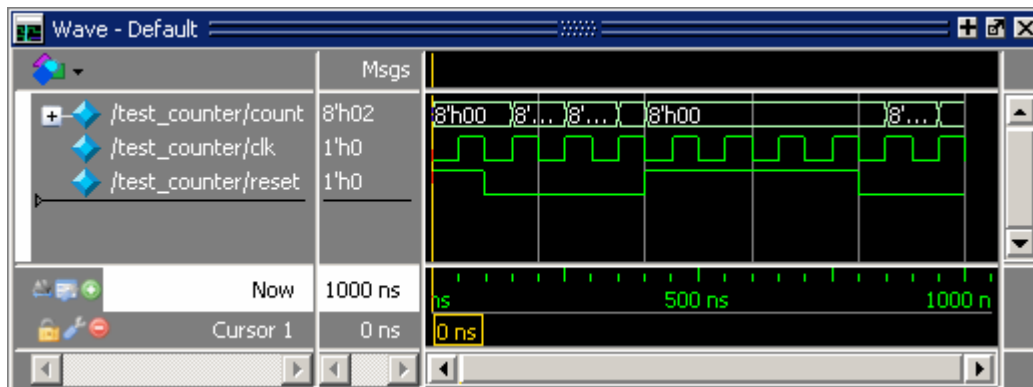 Wave - Default
Msgs
/test_counter/count 8'h02 8'h00 8'... 8'... 8'h00 8'...
/test_counter/clk 1'h0
/test_counter/reset 1'h0
Now 1000 ns ns 500 ns 1000 n
Cursor 1 0 ns 0 ns